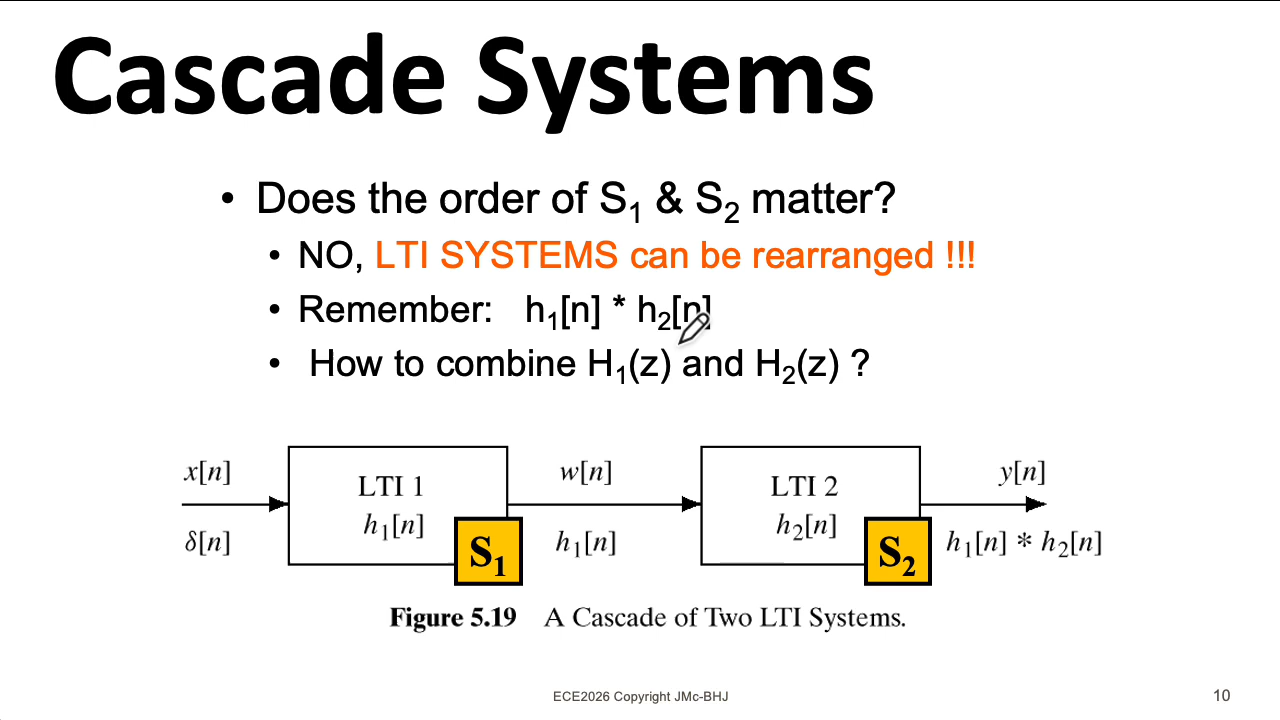 Cascade Systems
• Does the order of S₁ & S₂ matter?
• NO, LTI SYSTEMS can be rearranged !!!
• Remember: h₁[n] * h₂[n]
• How to combine H₁(z) and H₂(z) ?
x[n]
δ[n]
LTI 1
h₁[n]
S₁
w[n]
h₁[n]
LTI 2
h₂[n]
S₂
y[n]
h₁[n] ∗ h₂[n]
Figure 5.19 A Cascade of Two LTI Systems.
ECE2026 Copyright JMc-BHJ
10